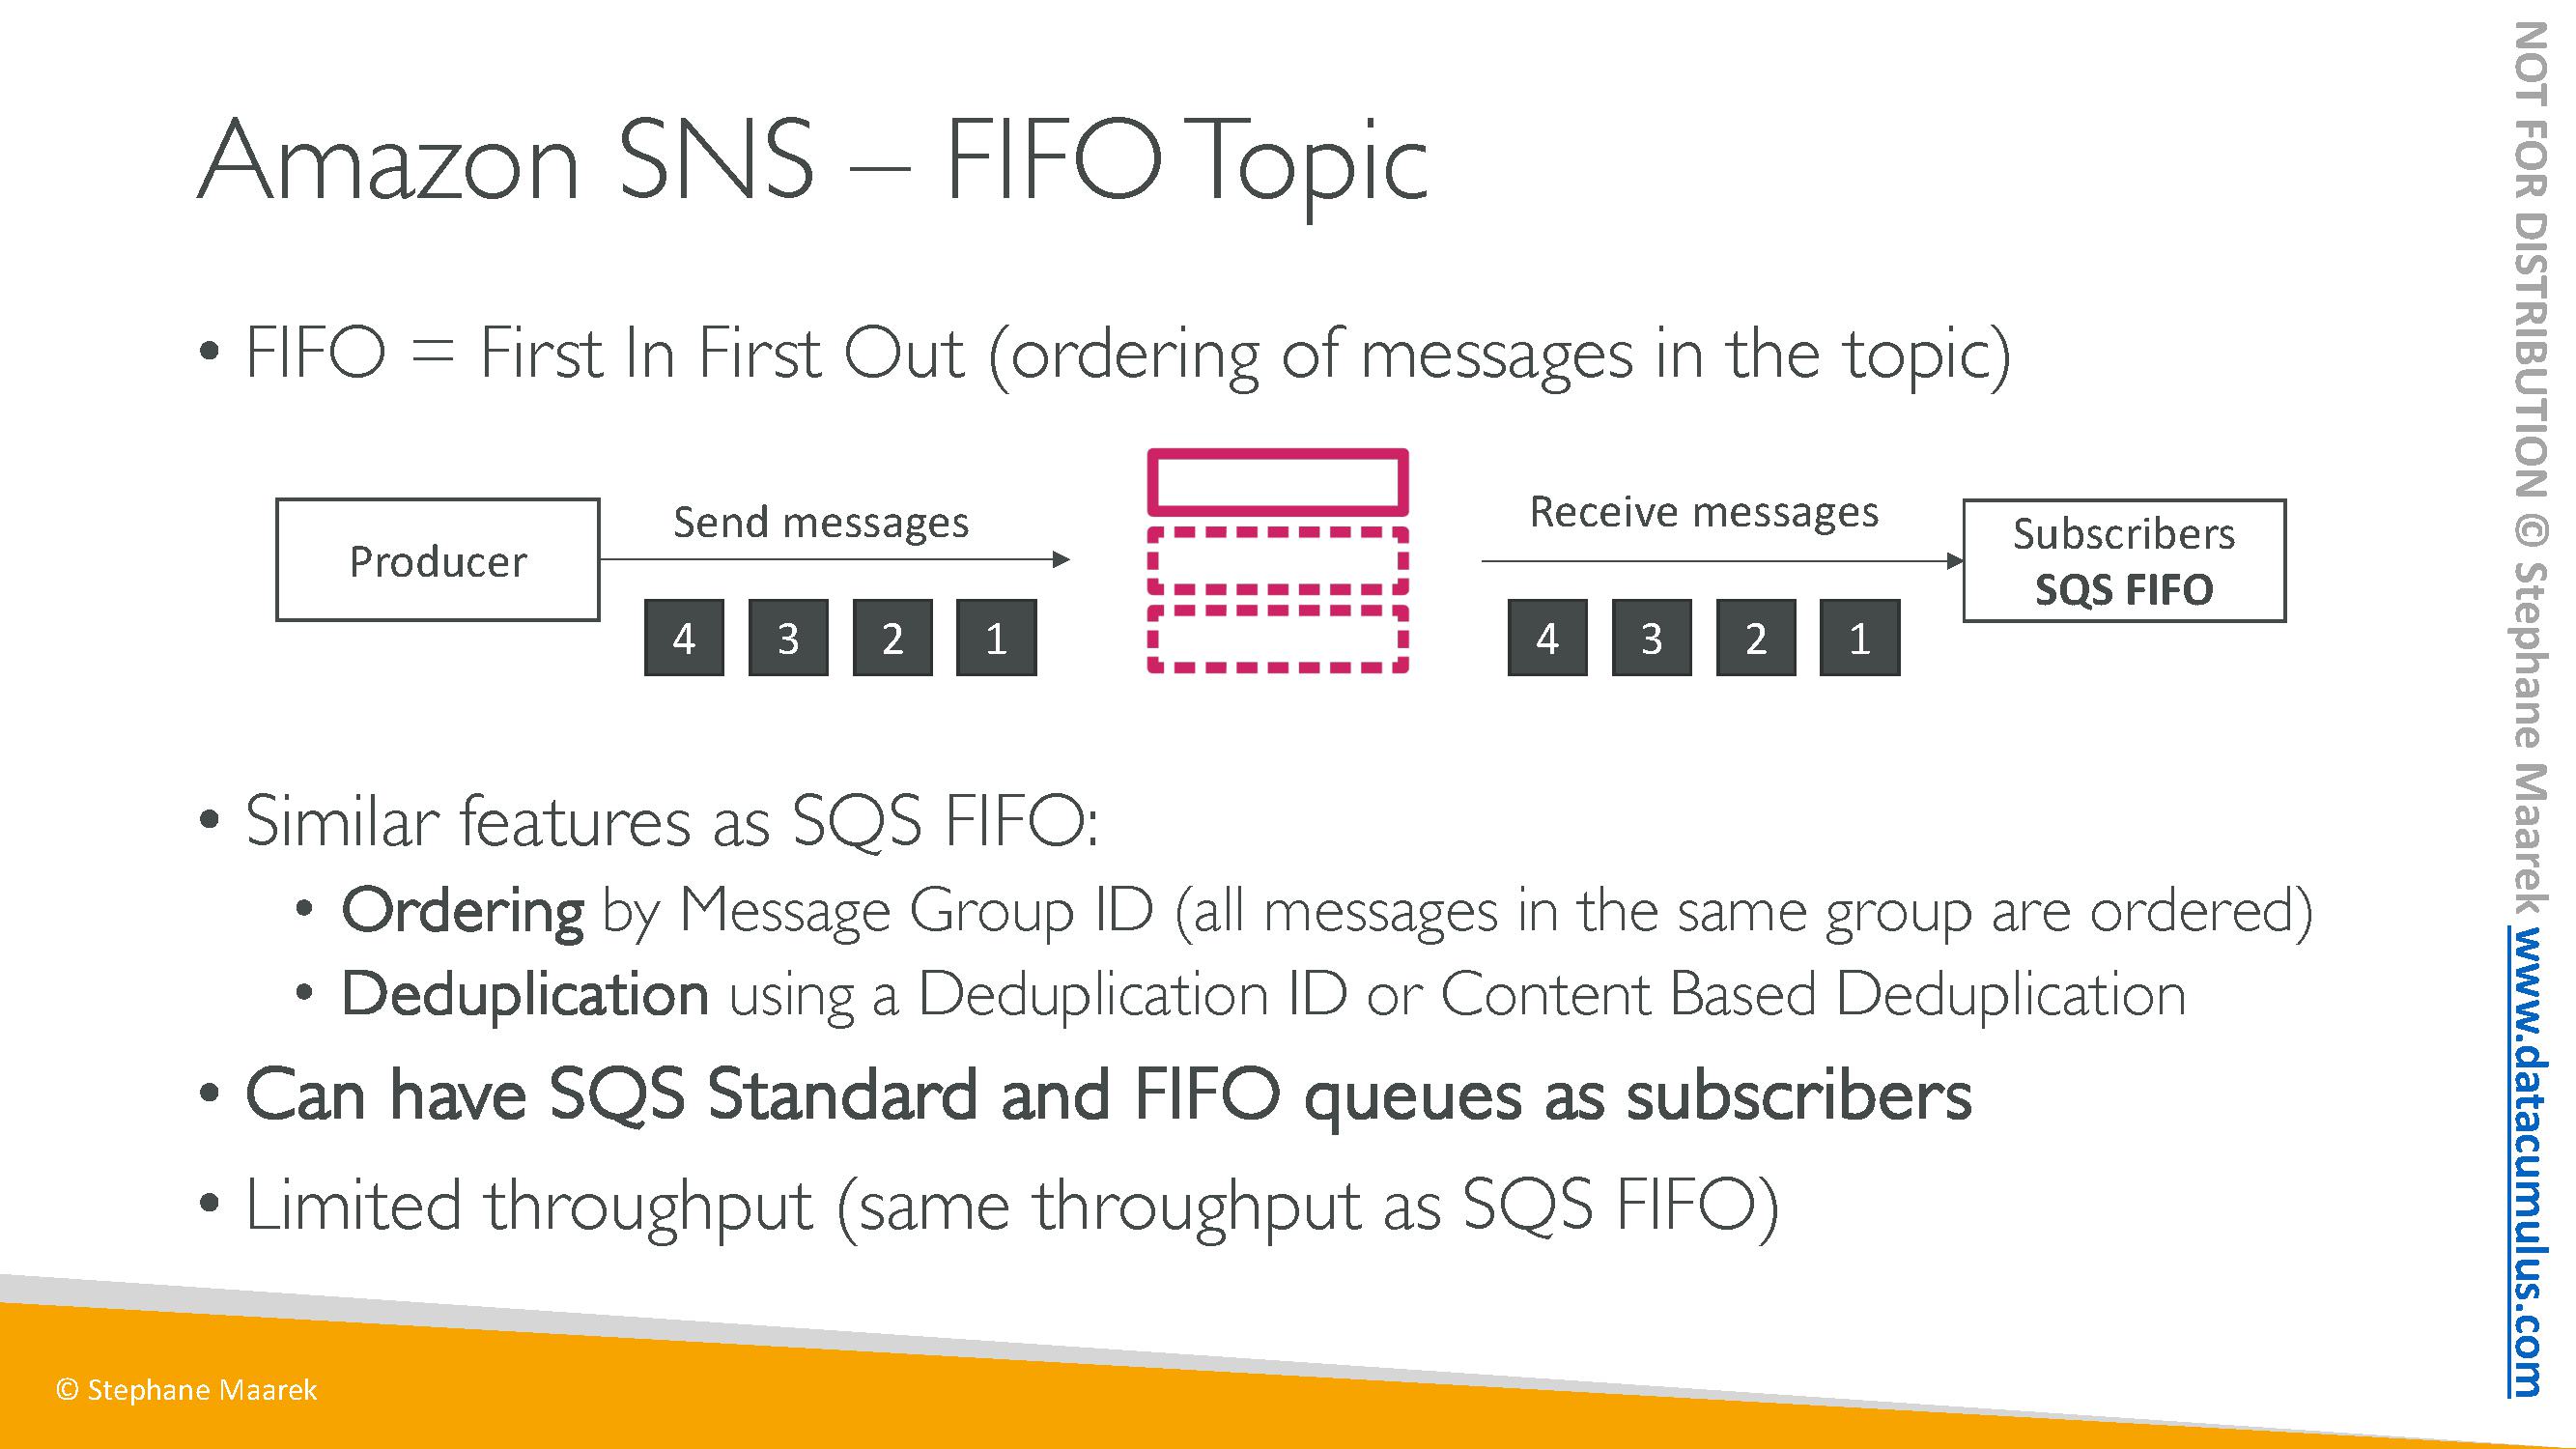 Amazon SNS – FIFO Topic
• FIFO = First In First Out (ordering of messages in the topic)
Producer
Send messages
4 3 2 1
Receive messages
4 3 2 1
Subscribers
SQS FIFO
• Similar features as SQS FIFO:
• Ordering by Message Group ID (all messages in the same group are ordered)
• Deduplication using a Deduplication ID or Content Based Deduplication
• Can have SQS Standard and FIFO queues as subscribers
• Limited throughput (same throughput as SQS FIFO)
© Stephane Maarek
NOT FOR DISTRIBUTION © Stephane Maarek www.datacumulus.com